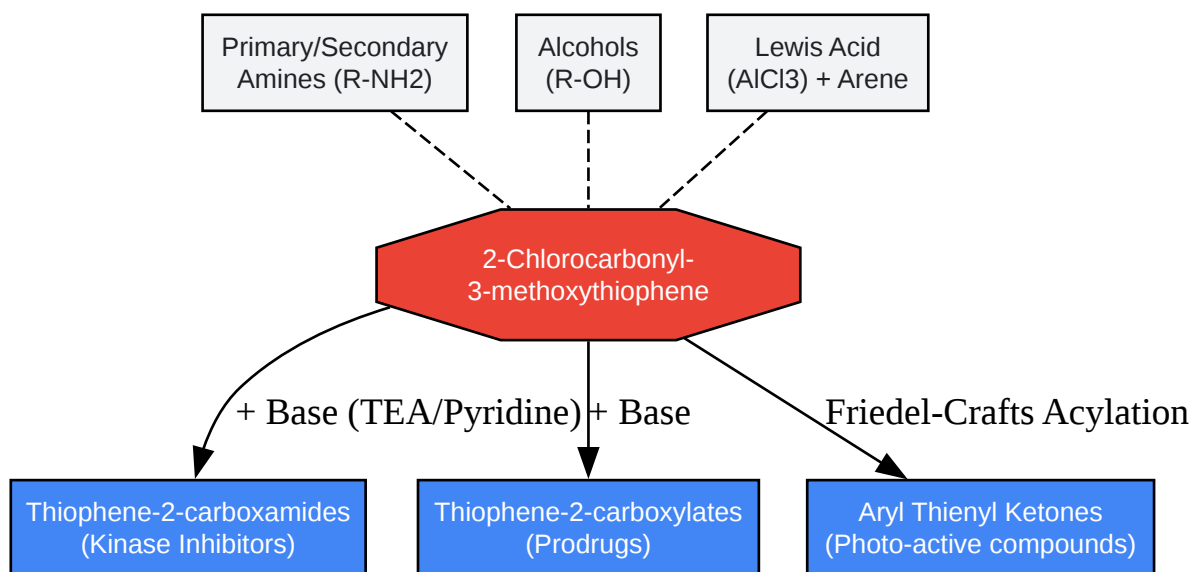 Primary/Secondary
Amines (R-NH2)
Alcohols
(R-OH)
Lewis Acid
(AlCl3) + Arene
2-Chlorocarbonyl-
3-methoxythiophene
+ Base (TEA/Pyridine)
+ Base
Friedel-Crafts Acylation
Thiophene-2-carboxamides
(Kinase Inhibitors)
Thiophene-2-carboxylates
(Prodrugs)
Aryl Thienyl Ketones
(Photo-active compounds)